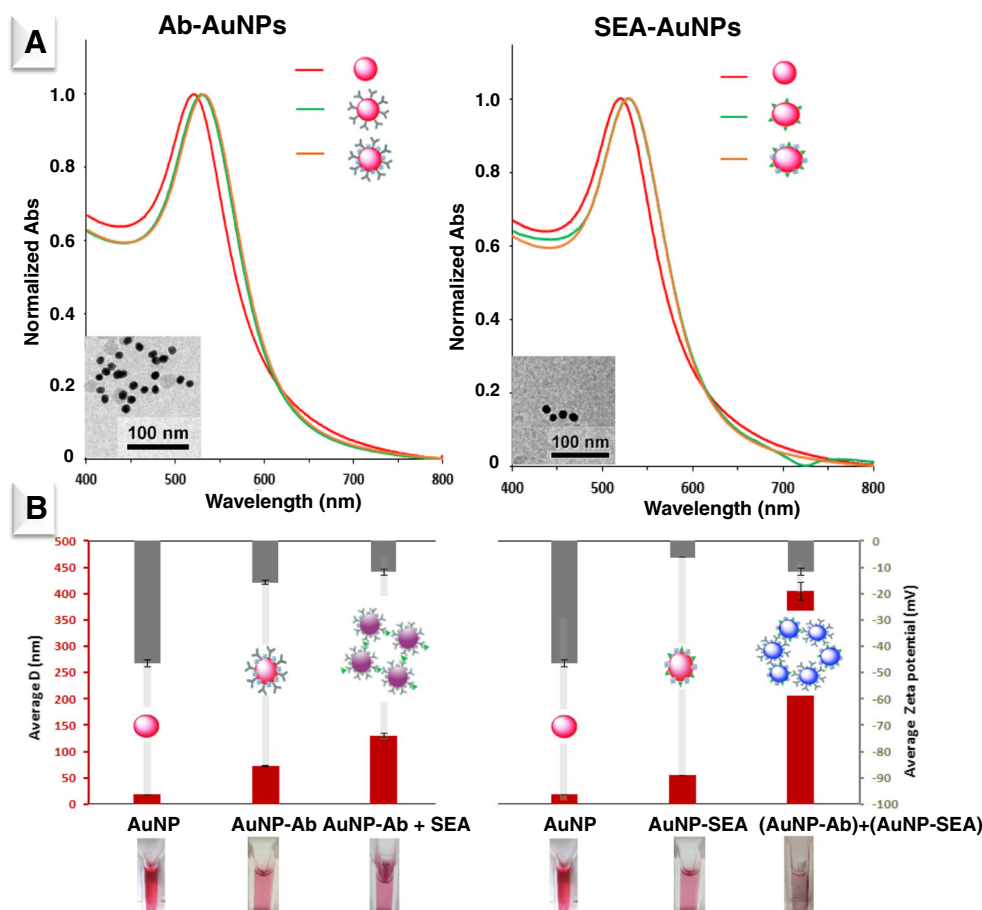 A
Ab-AuNPs
SEA-AuNPs
Normalized Abs
1.0
0.8
0.6
0.4
0.2
0
100 nm
400
500
600
700
800
Wavelength (nm)
Normalized Abs
1.0
0.8
0.6
0.4
0.2
0
100 nm
400
500
600
700
800
Wavelength (nm)
B
Average D (nm)
500
450
400
350
300
250
200
150
100
50
0
AuNP
AuNP-Ab
AuNP-Ab + SEA
0
-10
-20
-30
-40
-50
-60
-70
-80
-90
-100
Average Zeta potential (mV)
AuNP
AuNP-SEA
(AuNP-Ab)+(AuNP-SEA)